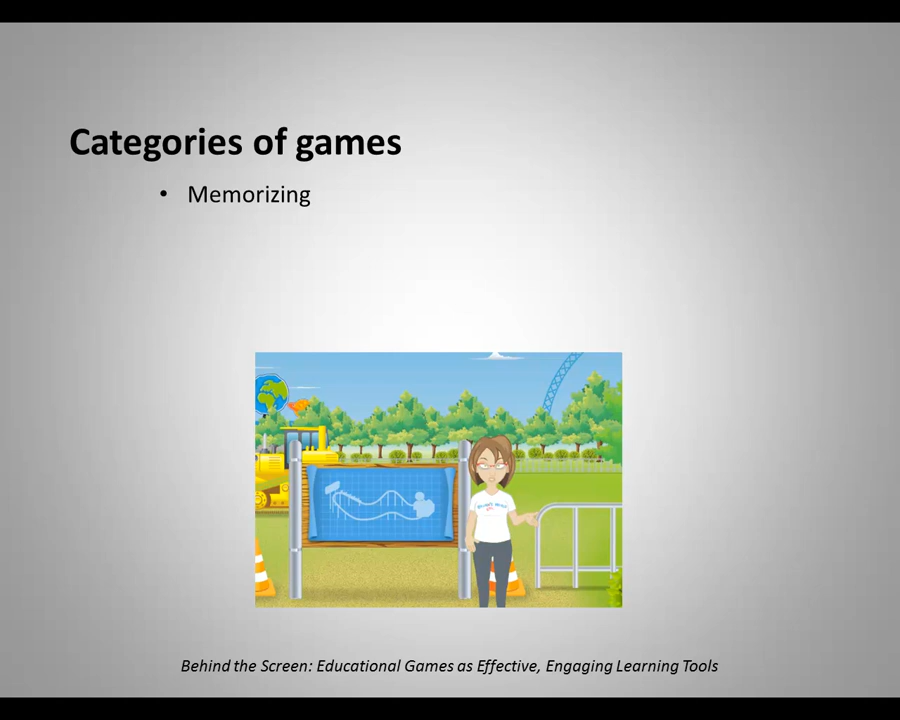 Categories of games
• Memorizing
Behind the Screen: Educational Games as Effective, Engaging Learning Tools